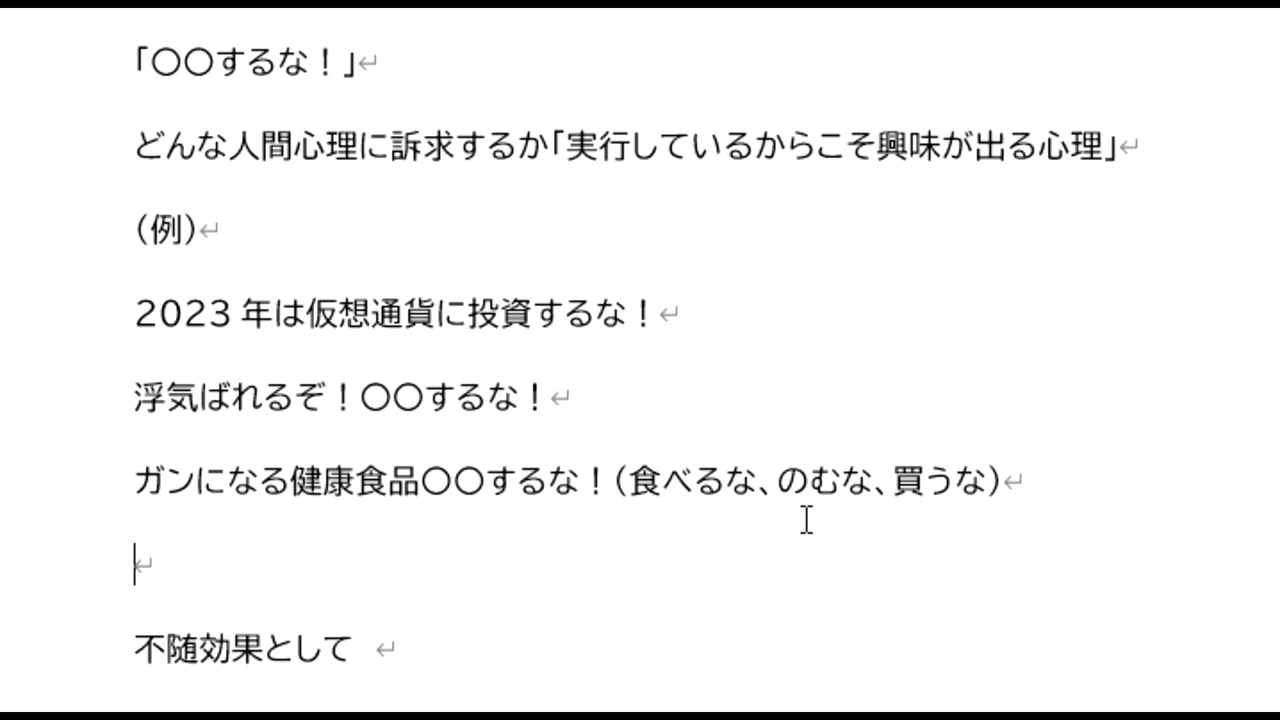 「〇〇するな！」
どんな人間心理に訴求するか「実行しているからこそ興味が出る心理」
(例)
2023年は仮想通貨に投資するな！
浮気ばれるぞ！〇〇するな！
ガンになる健康食品〇〇するな！(食べるな、のむな、買うな)
不随効果として